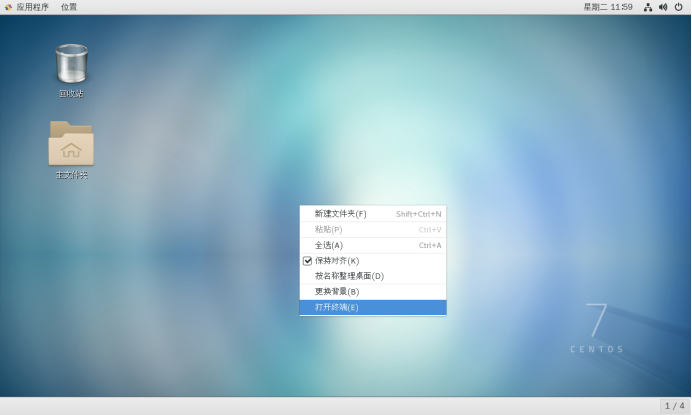 应用程序 位置 星期二 11:59
回收站
主文件夹
新建文件夹(F) Shift+Ctrl+N
粘贴(P) Ctrl+V
全选(A) Ctrl+A
保持对齐(K)
按名称整理桌面(D)
更换背景(B)
打开终端(E)
7
CENTOS
1 / 4